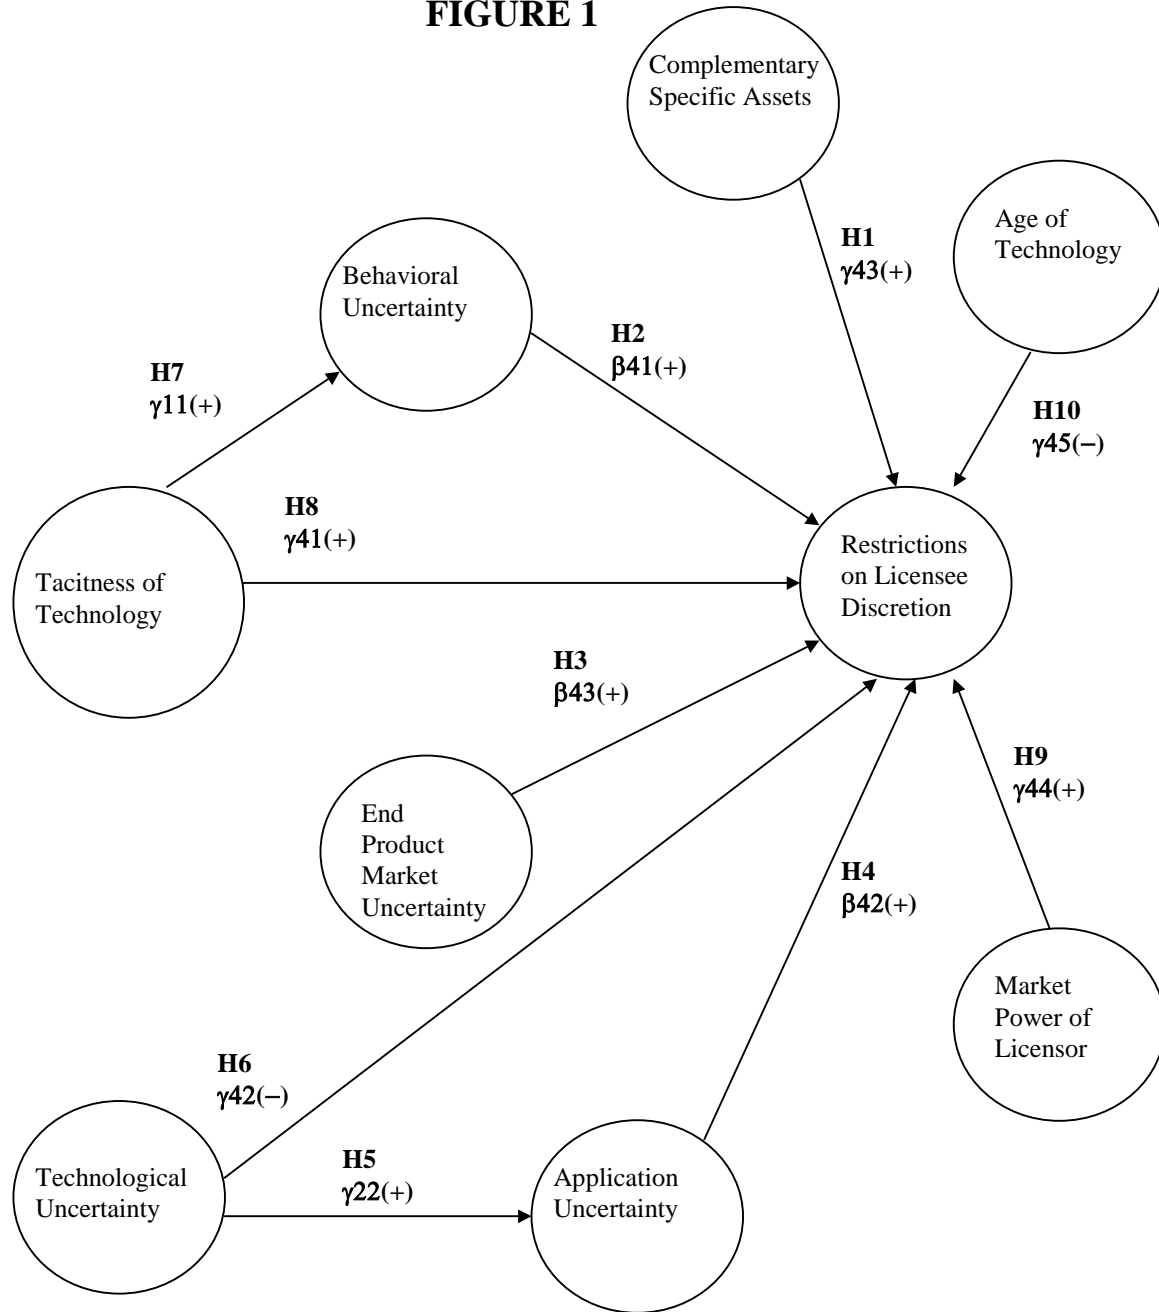 FIGURE 1
Complementary
Specific Assets
Age of
Technology
H1
γ43(+)
Behavioral
Uncertainty
H2
β41(+)
H7
γ11(+)
H10
γ45(−)
H8
γ41(+)
Restrictions
on Licensee
Discretion
Tacitness of
Technology
H3
β43(+)
H9
γ44(+)
End
Product
Market
Uncertainty
H4
β42(+)
Market
Power of
Licensor
H6
γ42(−)
Technological
Uncertainty
H5
γ22(+)
Application
Uncertainty